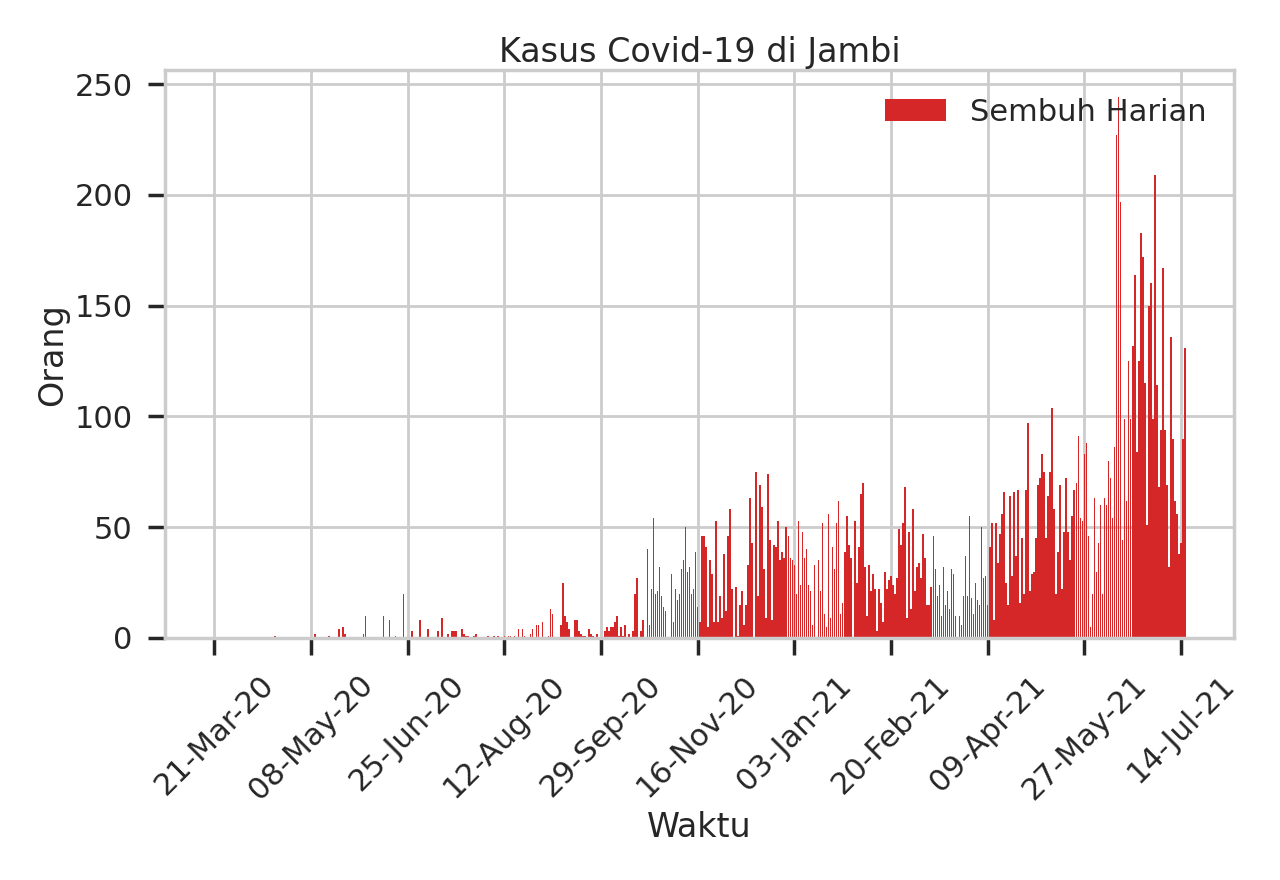 Kasus Covid-19 di Jambi
Sembuh Harian
Orang
250
200
150
100
50
0
21-Mar-20
08-May-20
25-Jun-20
12-Aug-20
29-Sep-20
16-Nov-20
03-Jan-21
20-Feb-21
09-Apr-21
27-May-21
14-Jul-21
Waktu